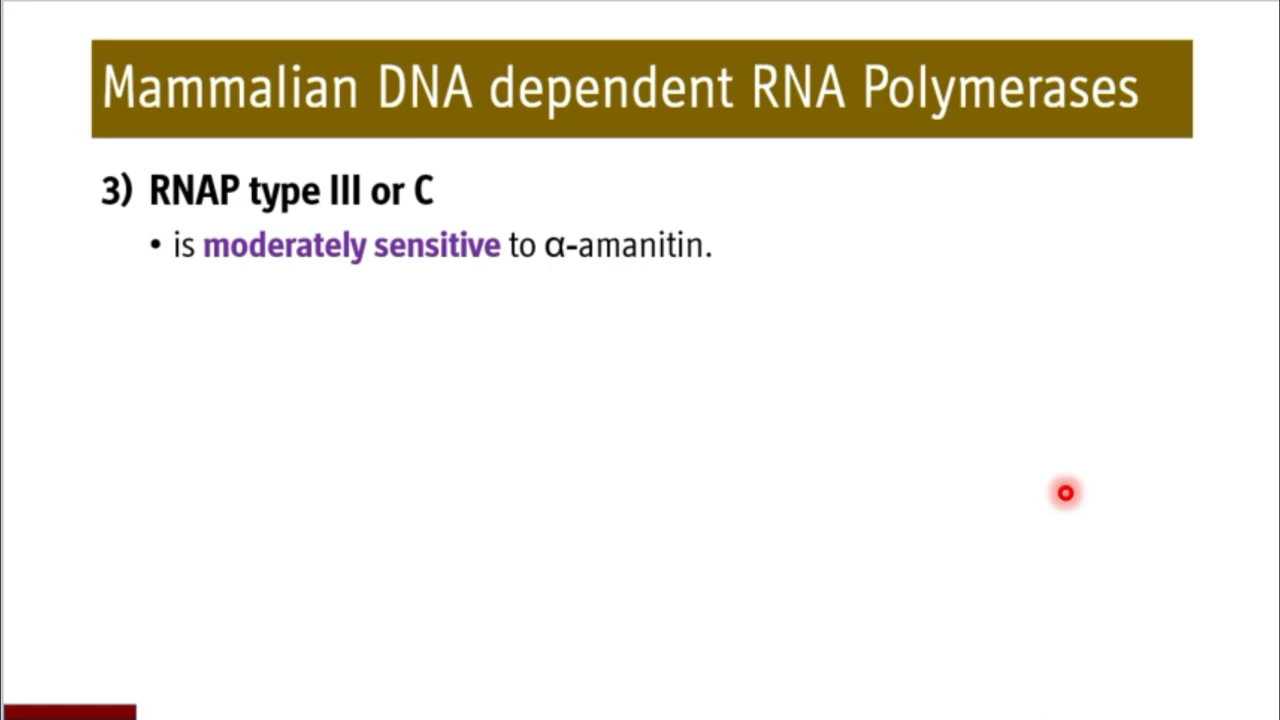 Mammalian DNA dependent RNA Polymerases
3) RNAP type III or C
• is moderately sensitive to α-amanitin.